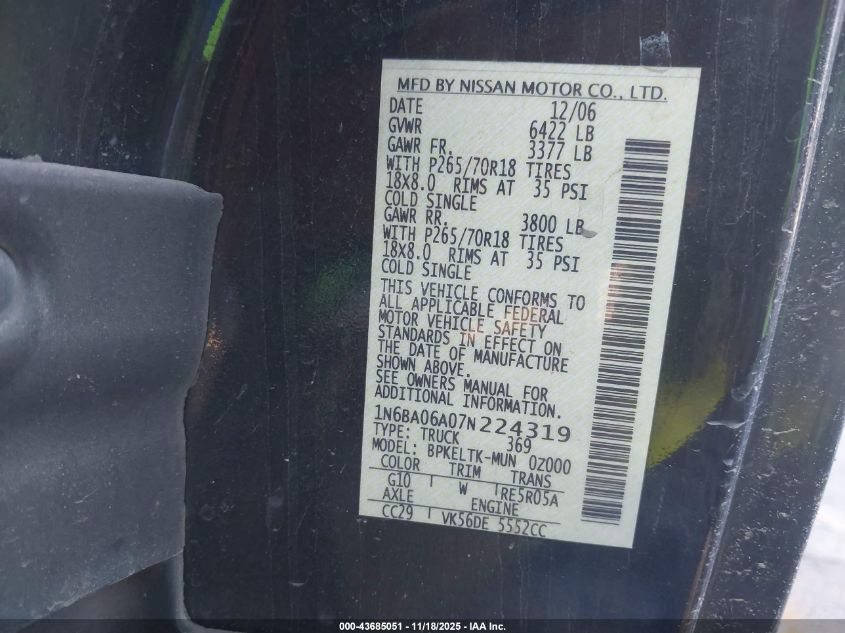 MFD BY NISSAN MOTOR CO., LTD.
DATE 12/06
GVWR 6422 LB
GAWR FR. 3377 LB
WITH P265/70R18 TIRES
18X8.0 RIMS AT 35 PSI
COLD SINGLE
GAWR RR. 3800 LB
WITH P265/70R18 TIRES
18X8.0 RIMS AT 35 PSI
COLD SINGLE
THIS VEHICLE CONFORMS TO
ALL APPLICABLE FEDERAL
MOTOR VEHICLE SAFETY
STANDARDS IN EFFECT ON
THE DATE OF MANUFACTURE
SHOWN ABOVE.
SEE OWNERS MANUAL FOR
ADDITIONAL INFORMATION.
1N6BA06A07N224319
TYPE: TRUCK 369
MODEL: BPKELTK-MUN 0Z000
COLOR TRIM TRANS
G10 W RE5R05A
AXLE ENGINE
CC29 VK56DE 5552CC
000-43685051 - 11/18/2025 - IAA Inc.